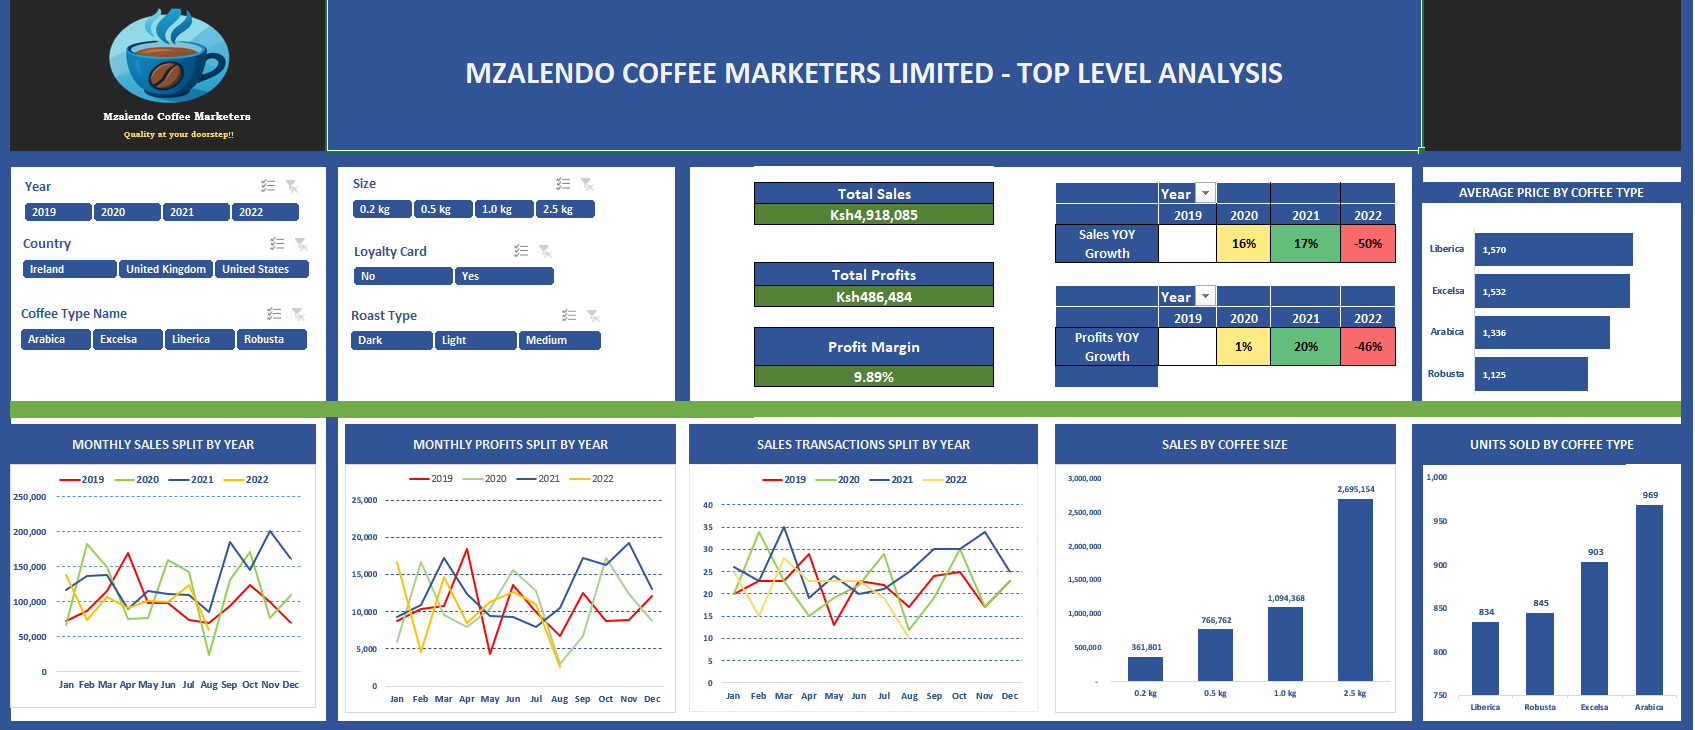 Mzalendo Coffee Marketers
Quality at your doorstep!!
MZALENDO COFFEE MARKETERS LIMITED - TOP LEVEL ANALYSIS
Year
2019 2020 2021 2022
Country
Ireland United Kingdom United States
Coffee Type Name
Arabica Excelsa Liberica Robusta
Size
0.2 kg 0.5 kg 1.0 kg 2.5 kg
Loyalty Card
No Yes
Roast Type
Dark Light Medium
Total Sales
Ksh4,918,085
Total Profits
Ksh486,484
Profit Margin
9.89%
Year
2019 2020 2021 2022
Sales YOY
Growth
16% 17% -50%
Year
2019 2020 2021 2022
Profits YOY
Growth
1% 20% -46%
AVERAGE PRICE BY COFFEE TYPE
Liberica 1,570
Excelsa 1,532
Arabica 1,336
Robusta 1,125
MONTHLY SALES SPLIT BY YEAR
2019 2020 2021 2022
250,000
200,000
150,000
100,000
50,000
0
Jan Feb Mar Apr May Jun Jul Aug Sep Oct Nov Dec
MONTHLY PROFITS SPLIT BY YEAR
2019 2020 2021 2022
25,000
20,000
15,000
10,000
5,000
0
Jan Feb Mar Apr May Jun Jul Aug Sep Oct Nov Dec
SALES TRANSACTIONS SPLIT BY YEAR
2019 2020 2021 2022
40
35
30
25
20
15
10
5
0
Jan Feb Mar Apr May Jun Jul Aug Sep Oct Nov Dec
SALES BY COFFEE SIZE
3,000,000
2,500,000
2,000,000
1,500,000
1,000,000
500,000
-
361,801
766,762
1,094,368
2,695,154
0.2 kg 0.5 kg 1.0 kg 2.5 kg
UNITS SOLD BY COFFEE TYPE
1,000
950
900
850
800
750
834
845
903
969
Liberica Robusta Excelsa Arabica